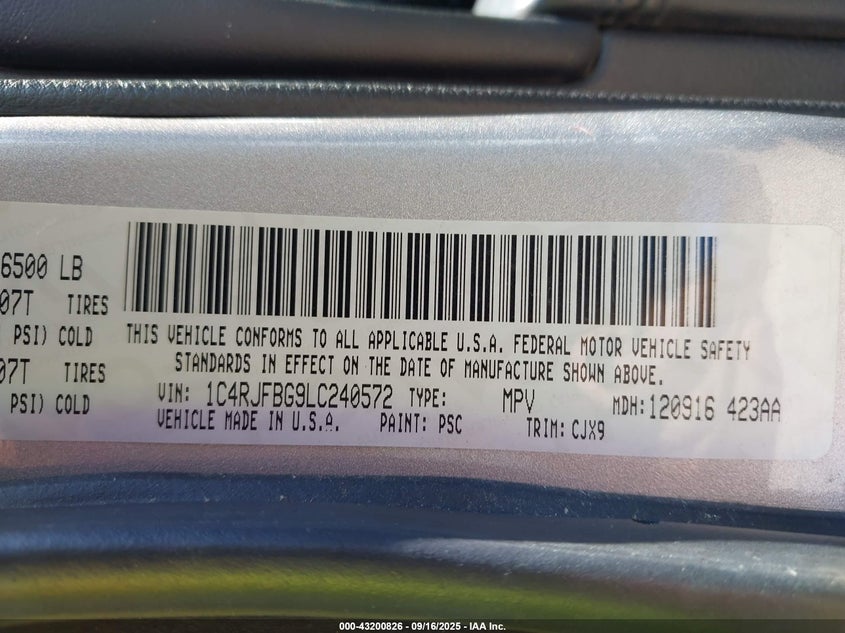 6500 LB
07T TIRES
PSI) COLD
07T TIRES
PSI) COLD
THIS VEHICLE CONFORMS TO ALL APPLICABLE U.S.A. FEDERAL MOTOR VEHICLE SAFETY
STANDARDS IN EFFECT ON THE DATE OF MANUFACTURE SHOWN ABOVE.
VIN: 1C4RJFBG9LC240572 TYPE: MPV MDH:120916 423AA
VEHICLE MADE IN U.S.A. PAINT: PSC TRIM: CJX9
000-43200826 - 09/16/2025 - IAA Inc.